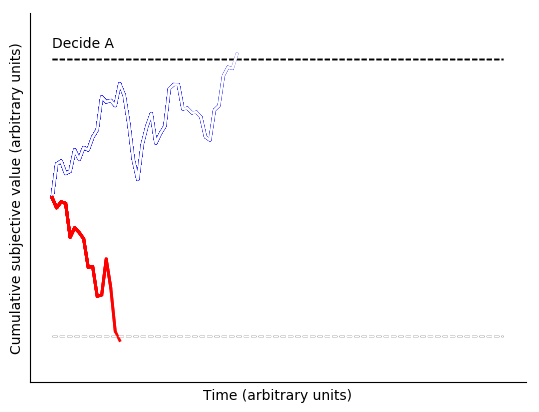 Decide A
Cumulative subjective value (arbitrary units)
Time (arbitrary units)